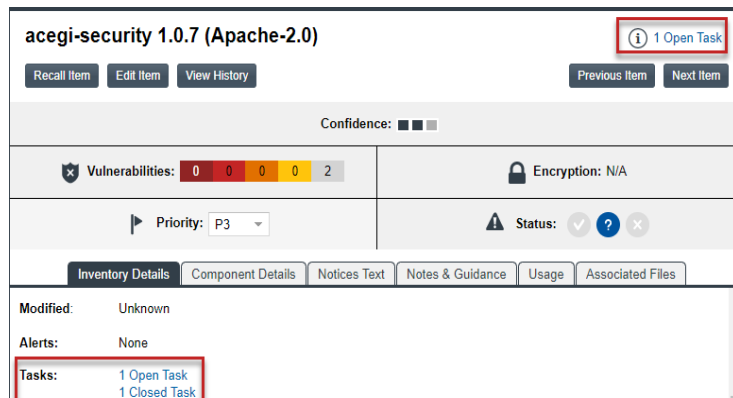 acegi-security 1.0.7 (Apache-2.0)
i 1 Open Task
Recall Item Edit Item View History Previous Item Next Item
Confidence:
Vulnerabilities: 0 0 0 0 2 Encryption: N/A
Priority: P3 Status: ?
Inventory Details Component Details Notices Text Notes & Guidance Usage Associated Files
Modified: Unknown
Alerts: None
Tasks: 1 Open Task
1 Closed Task